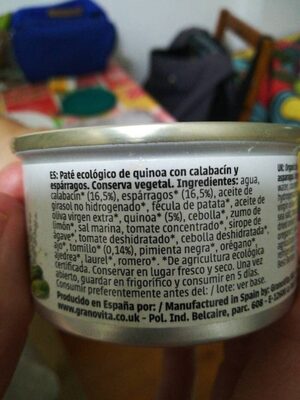 ES: Paté ecológico de quinoa con calabacín y
espárragos. Conserva vegetal. Ingredientes: agua,
calabacín* (16,5%), espárragos* (16,5%), aceite de
girasol no hidrogenado*, fécula de patata*, aceite de
oliva virgen extra*, quinoa* (5%), cebolla*, zumo de
limón*, sal marina, tomate concentrado*, sirope de
agave*, tomate deshidratado*, cebolla deshidratada*,
ajo*, tomillo* (0,14%), pimienta negra*, orégano*,
ajedrea*, laurel*, romero*. *De agricultura ecológica
certificada. Conservar en lugar fresco y seco. Una vez
abierto, guardar en frigorífico y consumir en 5 días.
Consumir preferentemente antes del: / lote: ver base.
Producido en España por: / Manufactured in Spain by:
www.granovita.co.uk - Pol. Ind. Belcaire, parc. 608 -
UK: Orga